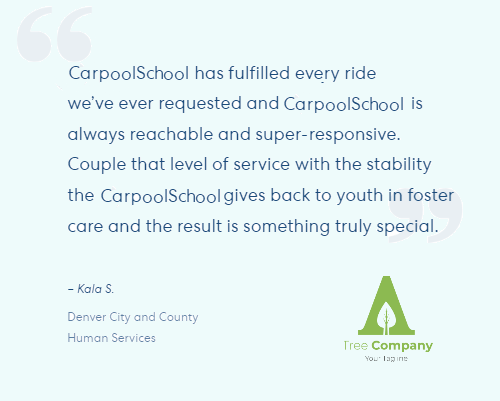 CarpoolSchool has fulfilled every ride
we’ve ever requested and CarpoolSchool is
always reachable and super-responsive.
Couple that level of service with the stability
the CarpoolSchool gives back to youth in foster
care and the result is something truly special.
– Kala S.
Denver City and County
Human Services
Tree Company
Your Tagline